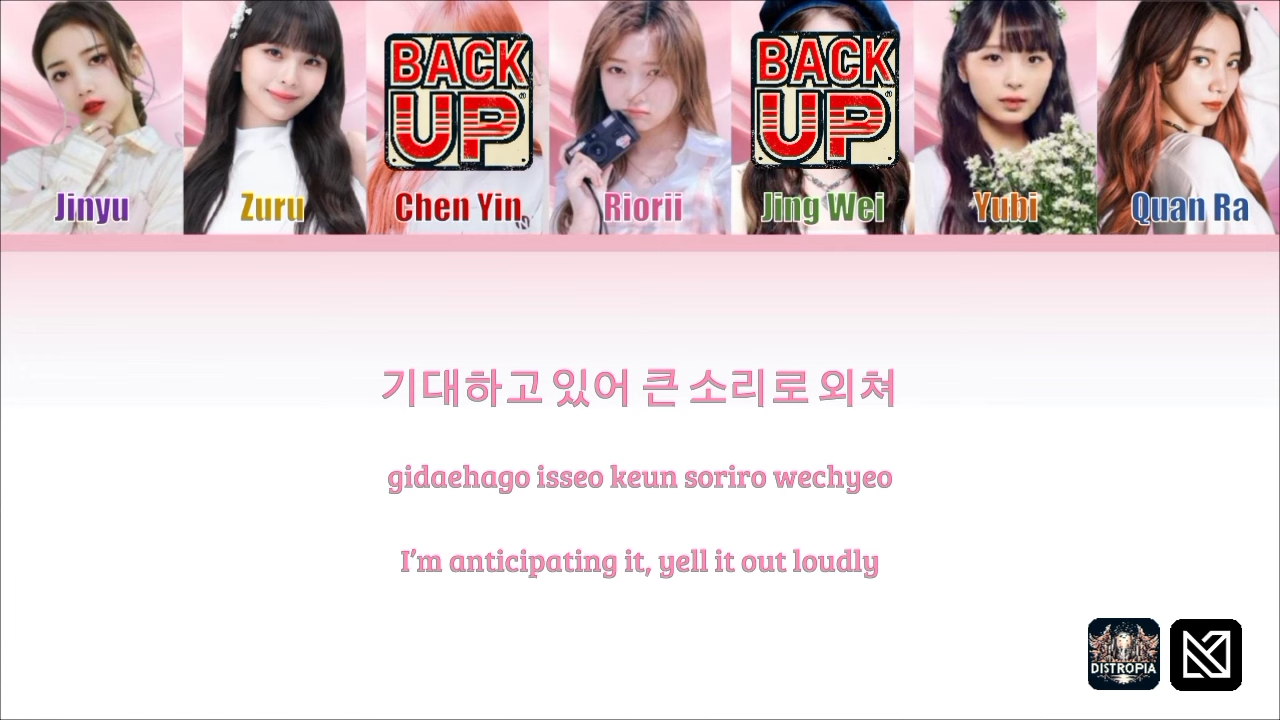 BACK
UP
®
BACK
UP
®
Jinyu
Zuru
Chen Yin
Riorii
Jing Wei
Yubi
Quan Ra
기대하고 있어 큰 소리로 외쳐
gidaehago isseo keun soriro wechyeo
I'm anticipating it, yell it out loudly
DISTROPIA